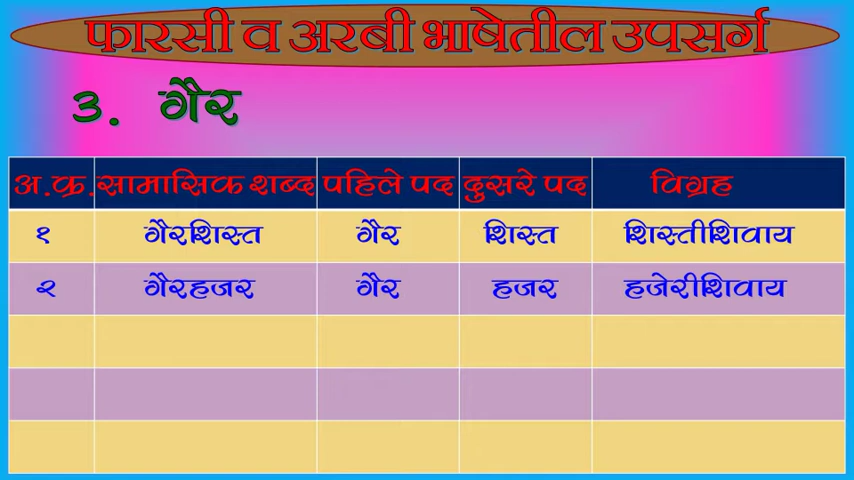 फारसी व अरबी भाषेतील उपसर्ग
३. गैर
अ.क्र. सामासिक शब्द पहिले पद दुसरे पद विग्रह
१ गैरशिस्त गैर शिस्त शिस्तीशिवाय
२ गैरहजर गैर हजर हजेरीशिवाय